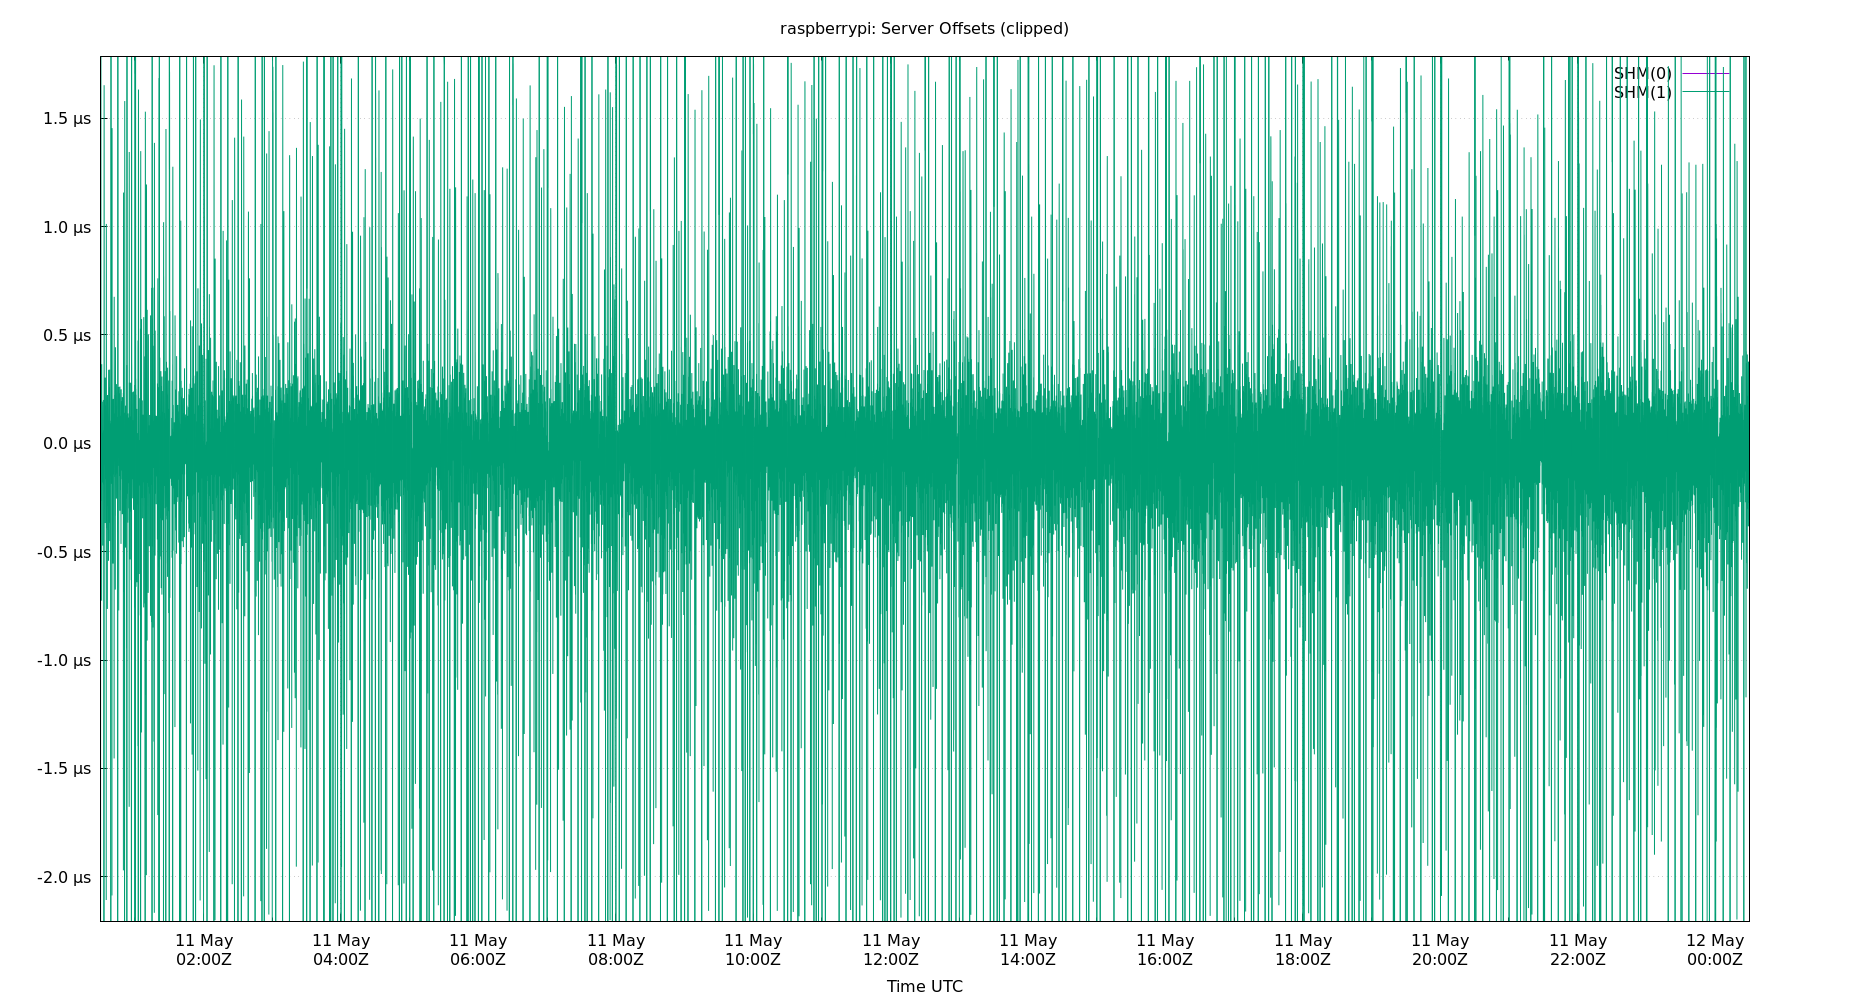 raspberrypi: Server Offsets (clipped)
SHM(0)
SHM(1)
1.5 µs
1.0 µs
0.5 µs
0.0 µs
-0.5 µs
-1.0 µs
-1.5 µs
-2.0 µs
11 May 11 May 11 May 11 May 11 May 11 May 11 May 11 May 11 May 11 May 11 May 12 May
02:00Z 04:00Z 06:00Z 08:00Z 10:00Z 12:00Z 14:00Z 16:00Z 18:00Z 20:00Z 22:00Z 00:00Z
Time UTC